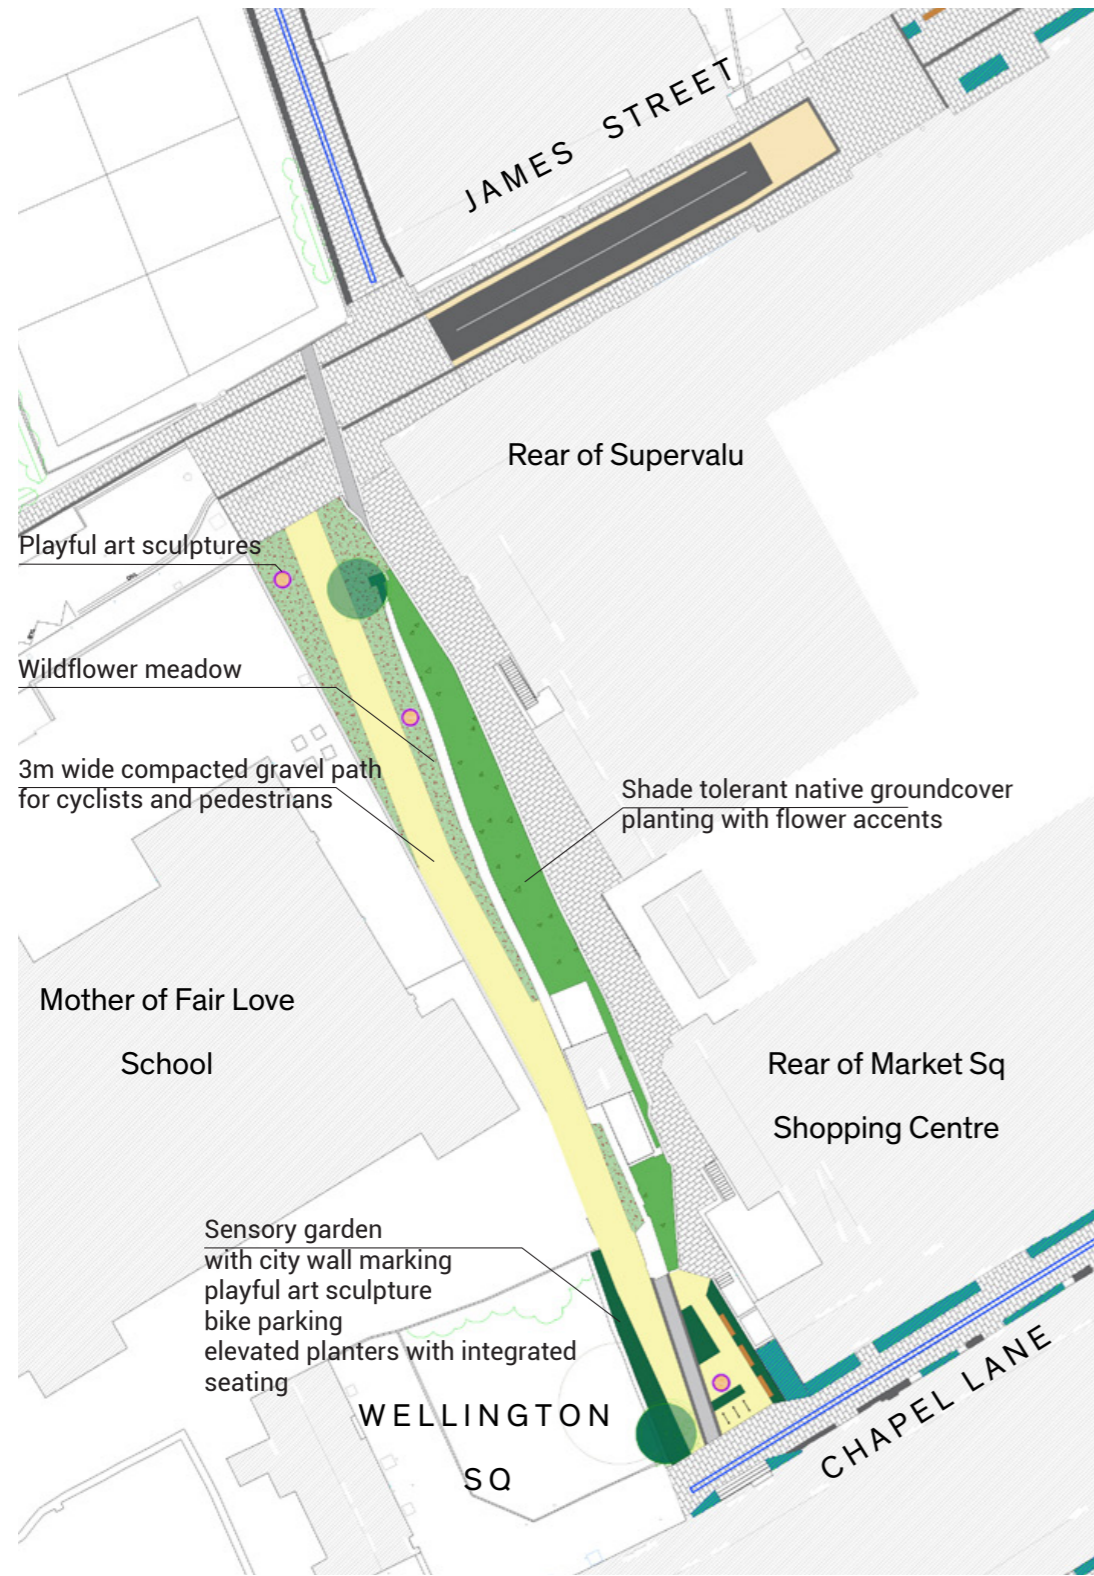 JAMES STREET
Rear of Supervalu
Playful art sculptures
Wildflower meadow
3m wide compacted gravel path
for cyclists and pedestrians
Shade tolerant native groundcover
planting with flower accents
Mother of Fair Love
School
Rear of Market Sq
Shopping Centre
Sensory garden
with city wall marking
playful art sculpture
bike parking
elevated planters with integrated
seating
WELLINGTON
SQ
CHAPEL LANE